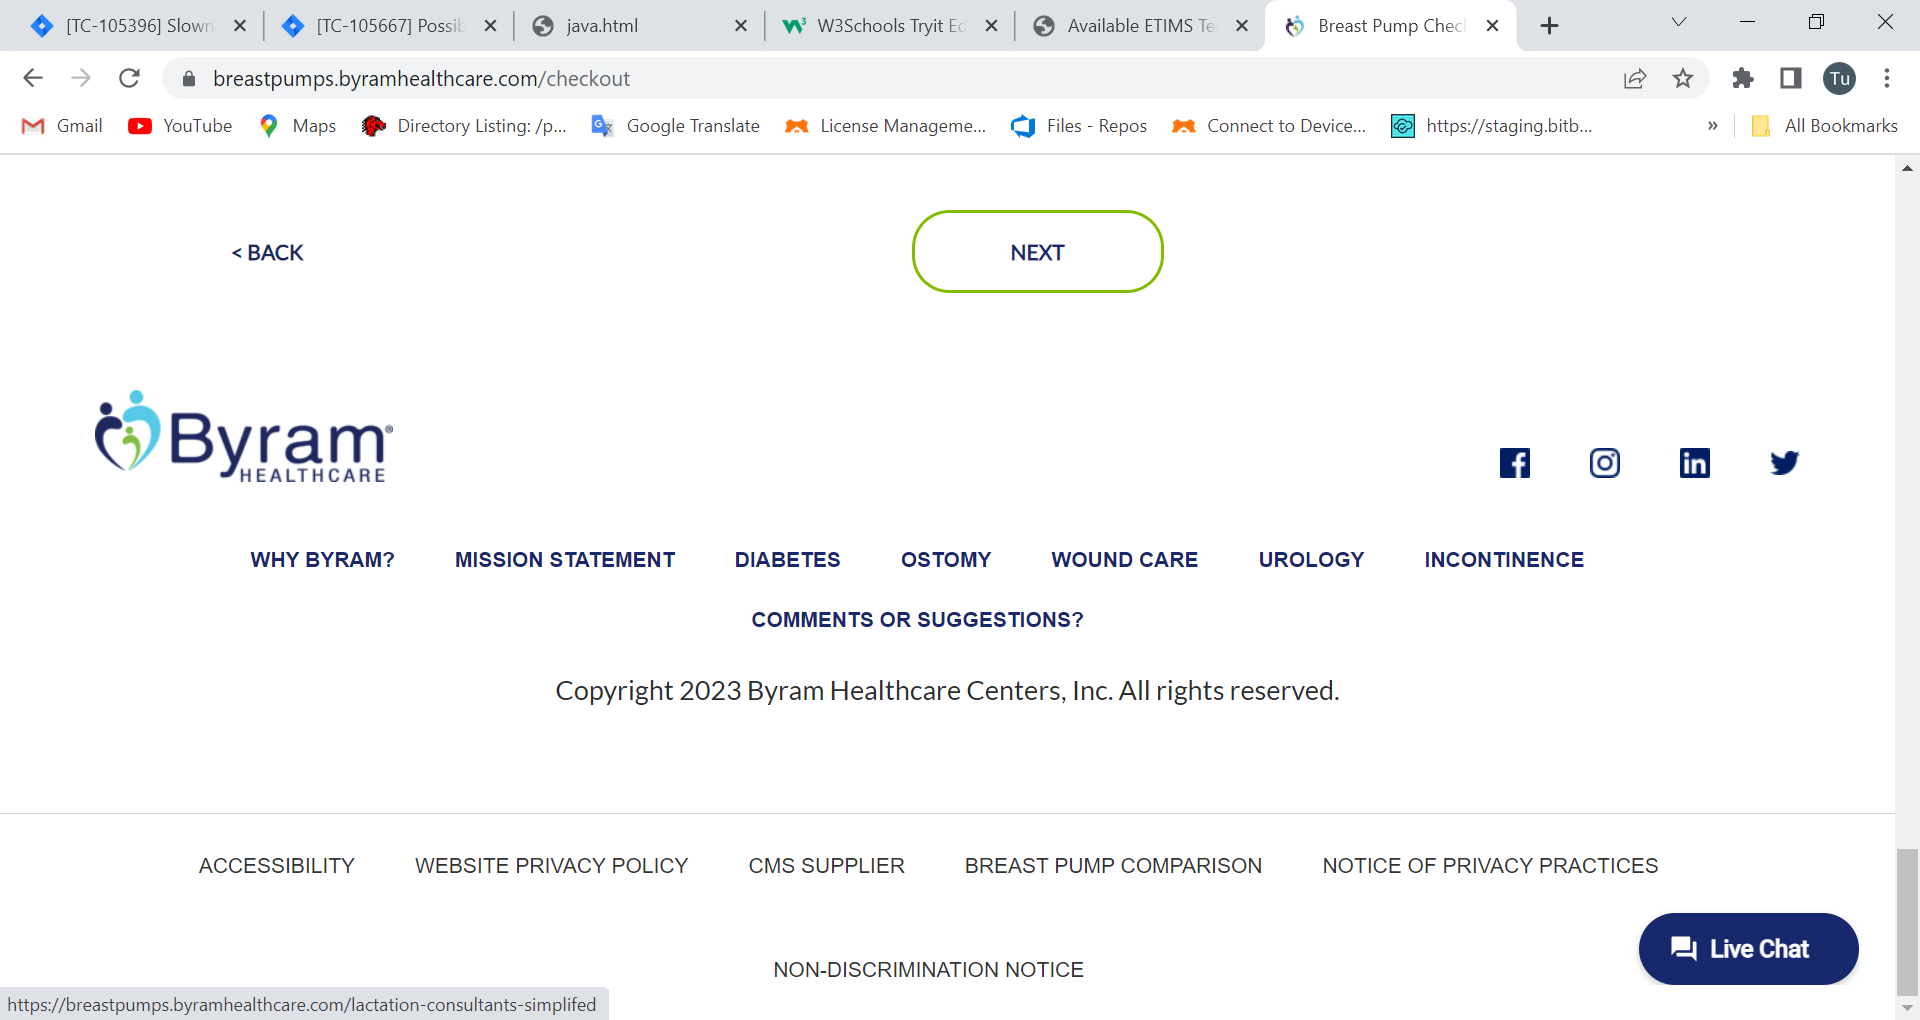 [TC-105396] Slown
[TC-105667] Possib
java.html
W3Schools Tryit Ed
Available ETIMS Te
Breast Pump Check
breastpumps.byramhealthcare.com/checkout
Tu
Gmail
YouTube
Maps
Directory Listing: /p...
Google Translate
License Manageme...
Files - Repos
Connect to Device...
https://staging.bitb...
»
All Bookmarks
< BACK
NEXT
Byram®
HEALTHCARE
WHY BYRAM? MISSION STATEMENT DIABETES OSTOMY WOUND CARE UROLOGY INCONTINENCE
COMMENTS OR SUGGESTIONS?
Copyright 2023 Byram Healthcare Centers, Inc. All rights reserved.
ACCESSIBILITY WEBSITE PRIVACY POLICY CMS SUPPLIER BREAST PUMP COMPARISON NOTICE OF PRIVACY PRACTICES
NON-DISCRIMINATION NOTICE
Live Chat
https://breastpumps.byramhealthcare.com/lactation-consultants-simplifed